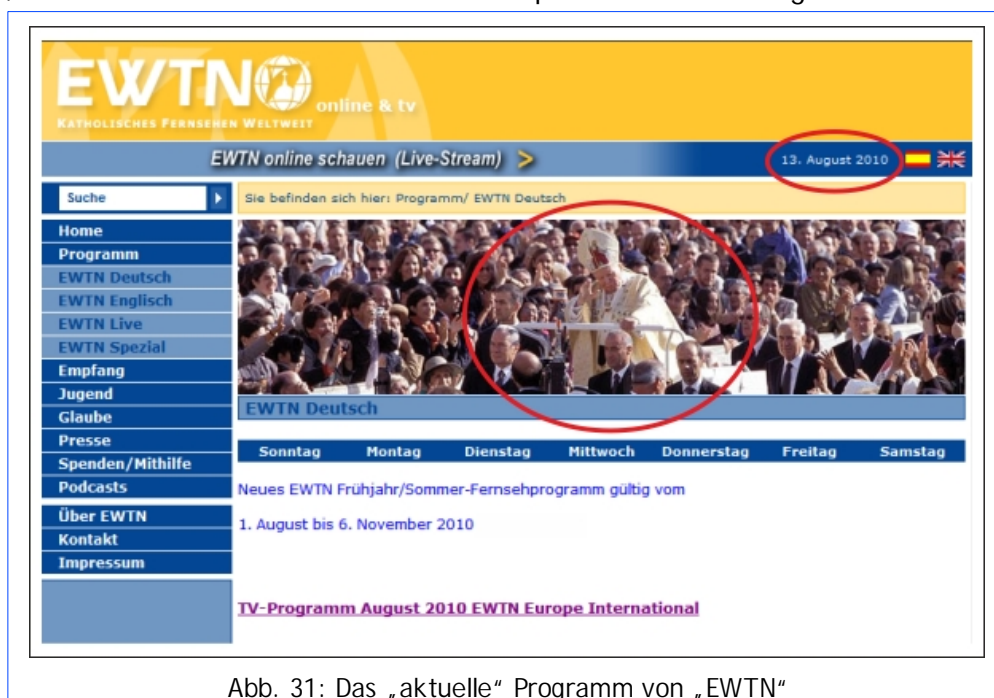 EWTN
online & tv
KATHOLISCHES FERNSEHEN WELTWEIT
EWTN online schauen (Live-Stream) >
13. August 2010
Suche
Sie befinden sich hier: Programm/ EWTN Deutsch
Home
Programm
EWTN Deutsch
EWTN Englisch
EWTN Live
EWTN Spezial
Empfang
Jugend
Glaube
Presse
Spenden/Mithilfe
Podcasts
Über EWTN
Kontakt
Impressum
EWTN Deutsch
Sonntag Montag Dienstag Mittwoch Donnerstag Freitag Samstag
Neues EWTN Frühjahr/Sommer-Fernsehprogramm gültig vom
1. August bis 6. November 2010
TV-Programm August 2010 EWTN Europe International
Abb. 31: Das „aktuelle“ Programm von „EWTN“